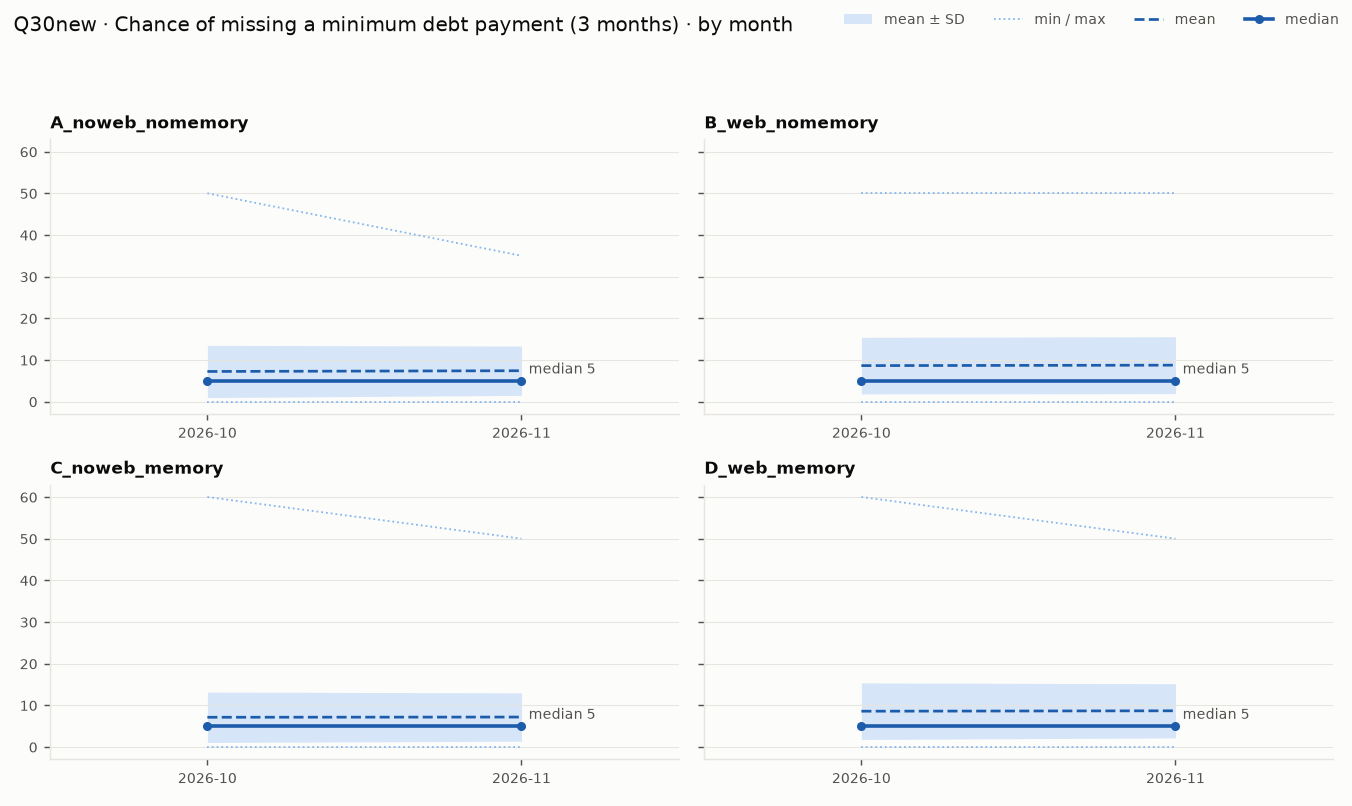 Q30new · Chance of missing a minimum debt payment (3 months) · by month
mean ± SD
min / max
mean
median
A_noweb_nomemory
60
50
40
30
20
10
0
median 5
2026-10
2026-11
B_web_nomemory
median 5
2026-10
2026-11
C_noweb_memory
60
50
40
30
20
10
0
median 5
2026-10
2026-11
D_web_memory
median 5
2026-10
2026-11